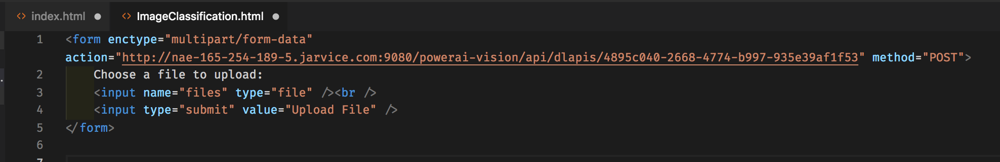 index.html ImageClassification.html
1 <form enctype="multipart/form-data"
action="http://nae-165-254-189-5.jarvice.com:9080/powerai-vision/api/dlapis/4895c040-2668-4774-b997-935e39af1f53" method="POST">
2 Choose a file to upload:
3 <input name="files" type="file" /><br />
4 <input type="submit" value="Upload File" />
5 </form>
6
7